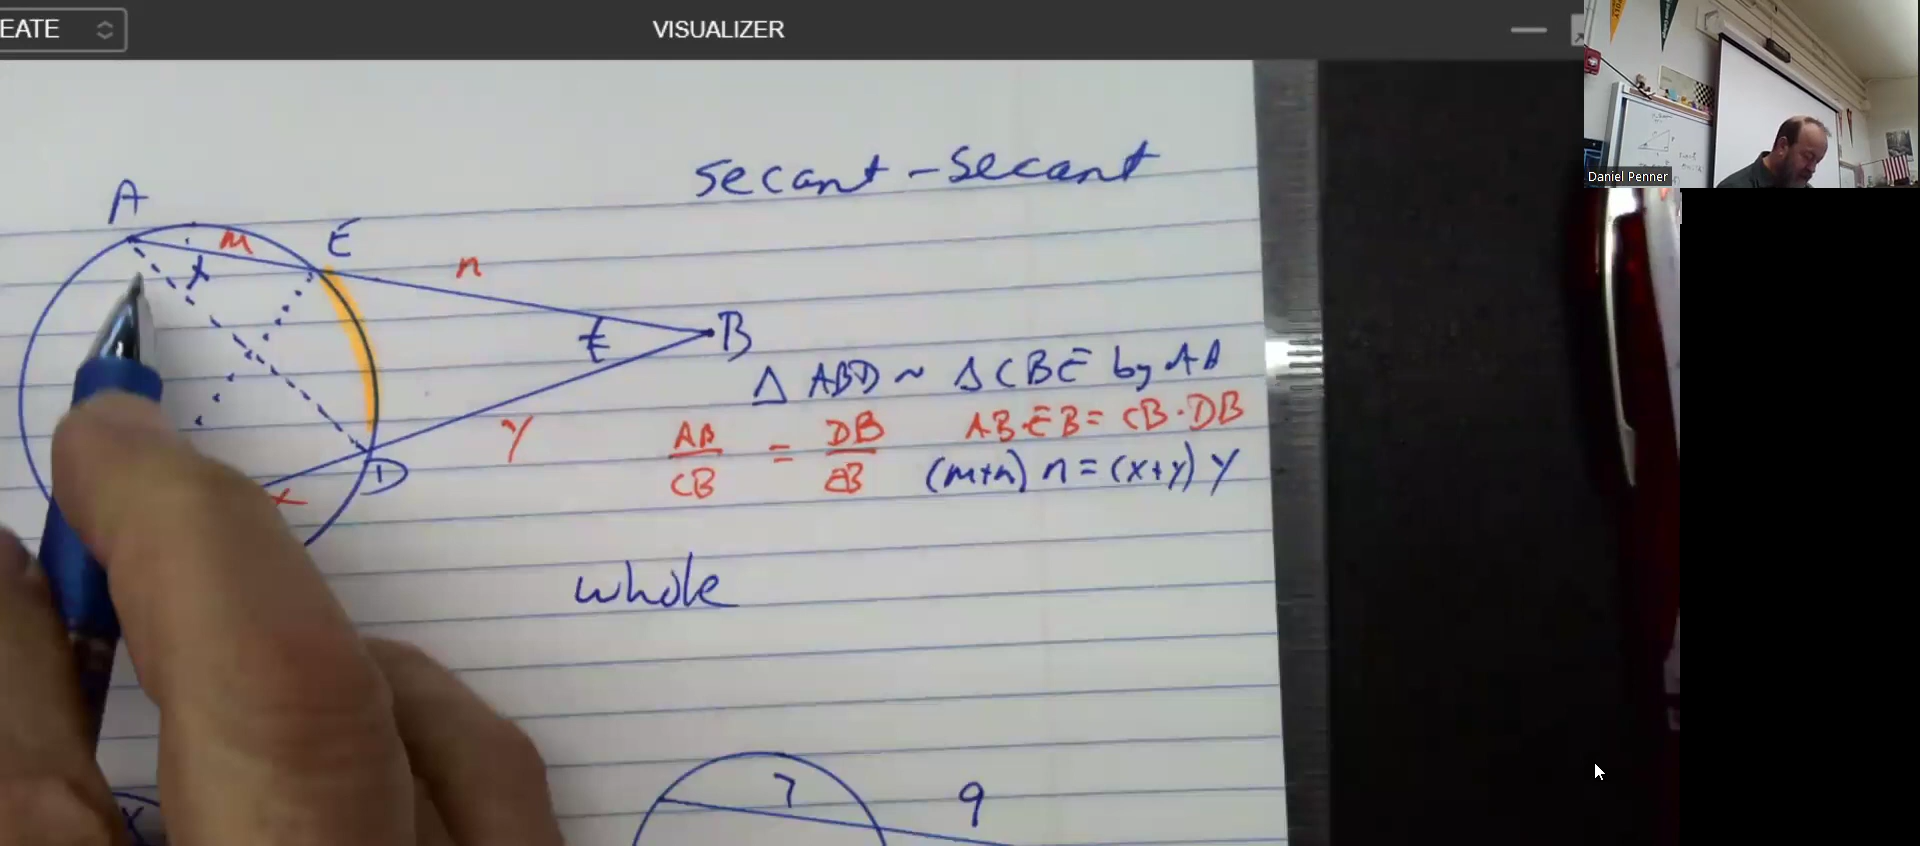 EATE
VISUALIZER
Daniel Penner
secant - secant
A
m
E
n
B
t
Δ ABD ~ Δ CBE by AA
y
AB/CB = DB/EB
AB·EB = CB·DB
(m+n) n = (x+y) y
D
x
whole
7
9
x